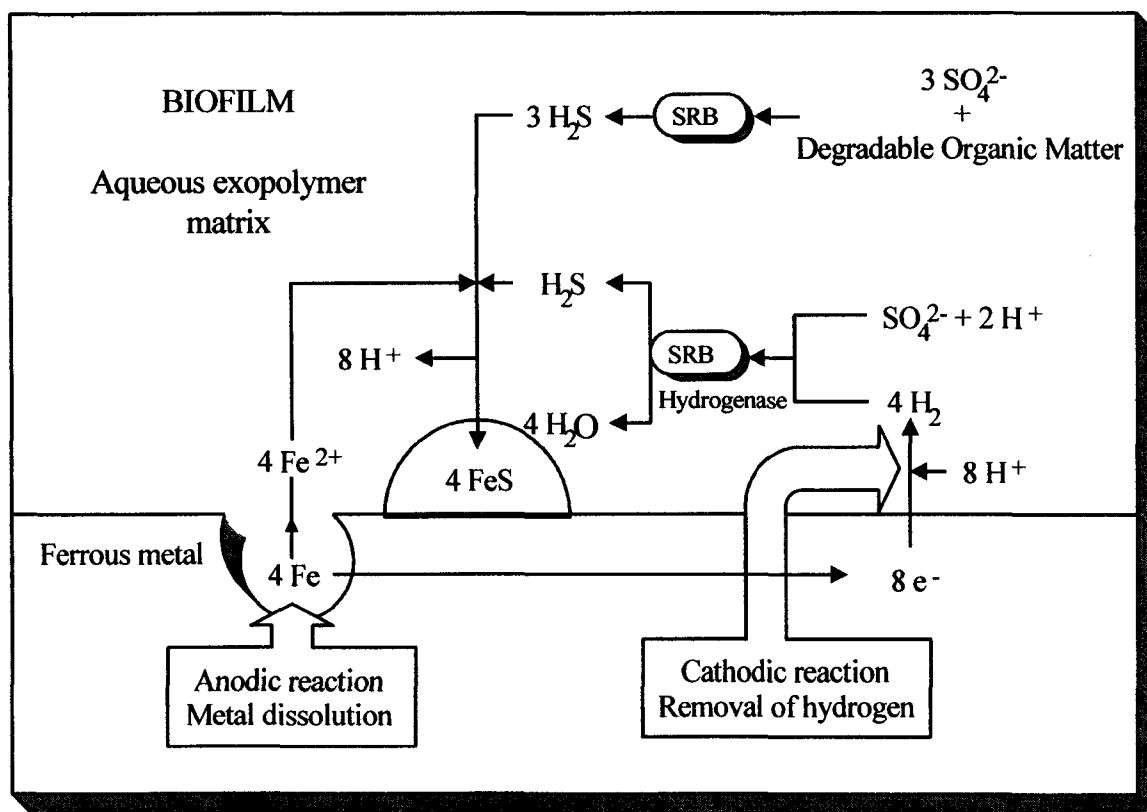 BIOFILM
Aqueous exopolymer
matrix
3 H₂S
SRB
3 SO₄²⁻
+
Degradable Organic Matter
H₂S
SO₄²⁻ + 2 H⁺
8 H⁺
SRB
Hydrogenase
4 H₂
4 H₂O
4 Fe²⁺
4 FeS
8 H⁺
Ferrous metal
4 Fe
8 e⁻
Anodic reaction
Metal dissolution
Cathodic reaction
Removal of hydrogen